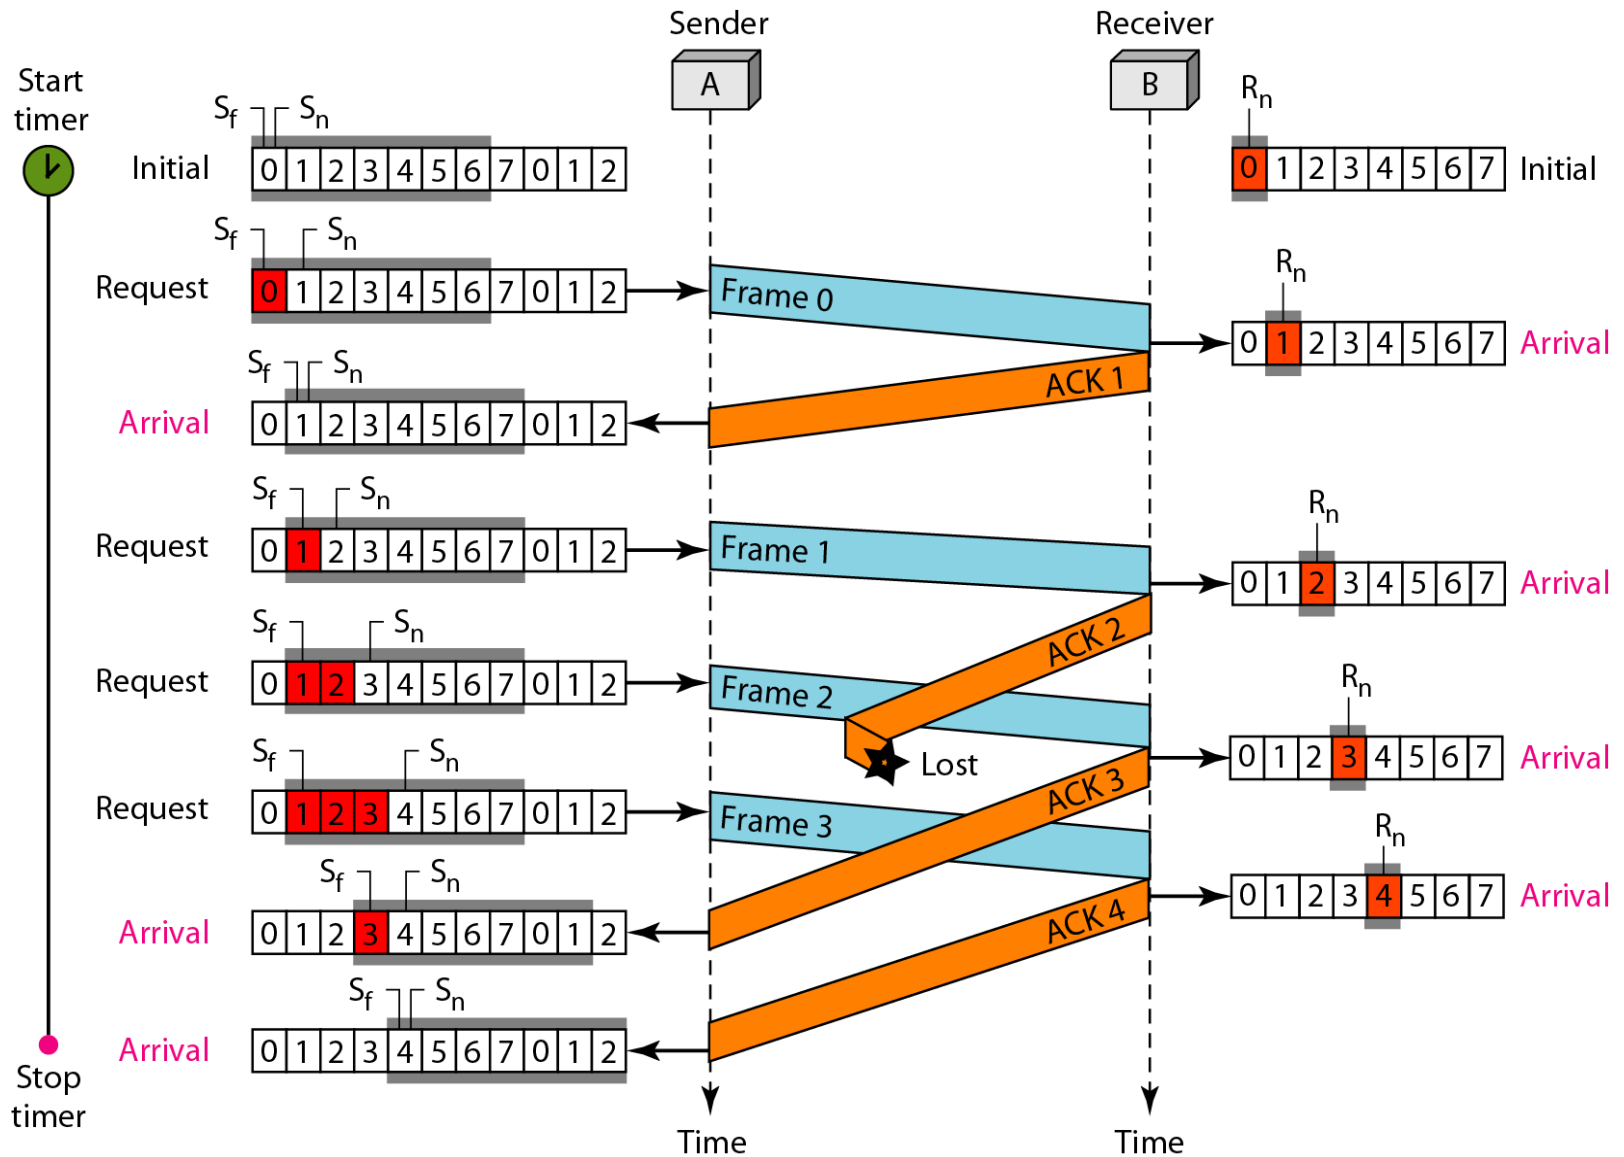 Sender Receiver
Start timer
A B
Sf Sn Rn
Initial 0 1 2 3 4 5 6 7 0 1 2 0 1 2 3 4 5 6 7 Initial
Sf Sn
Request 0 1 2 3 4 5 6 7 0 1 2 Frame 0
Rn
0 1 2 3 4 5 6 7 Arrival
Sf Sn
ACK 1
Arrival 0 1 2 3 4 5 6 7 0 1 2
Sf Sn
Request 0 1 2 3 4 5 6 7 0 1 2 Frame 1
Rn
0 1 2 3 4 5 6 7 Arrival
Sf Sn
ACK 2
Request 0 1 2 3 4 5 6 7 0 1 2 Frame 2
Rn
Lost
0 1 2 3 4 5 6 7 Arrival
Sf Sn
ACK 3
Request 0 1 2 3 4 5 6 7 0 1 2 Frame 3
Rn
0 1 2 3 4 5 6 7 Arrival
Sf Sn
ACK 4
Arrival 0 1 2 3 4 5 6 7 0 1 2
Sf Sn
Arrival 0 1 2 3 4 5 6 7 0 1 2
Stop timer
Time Time